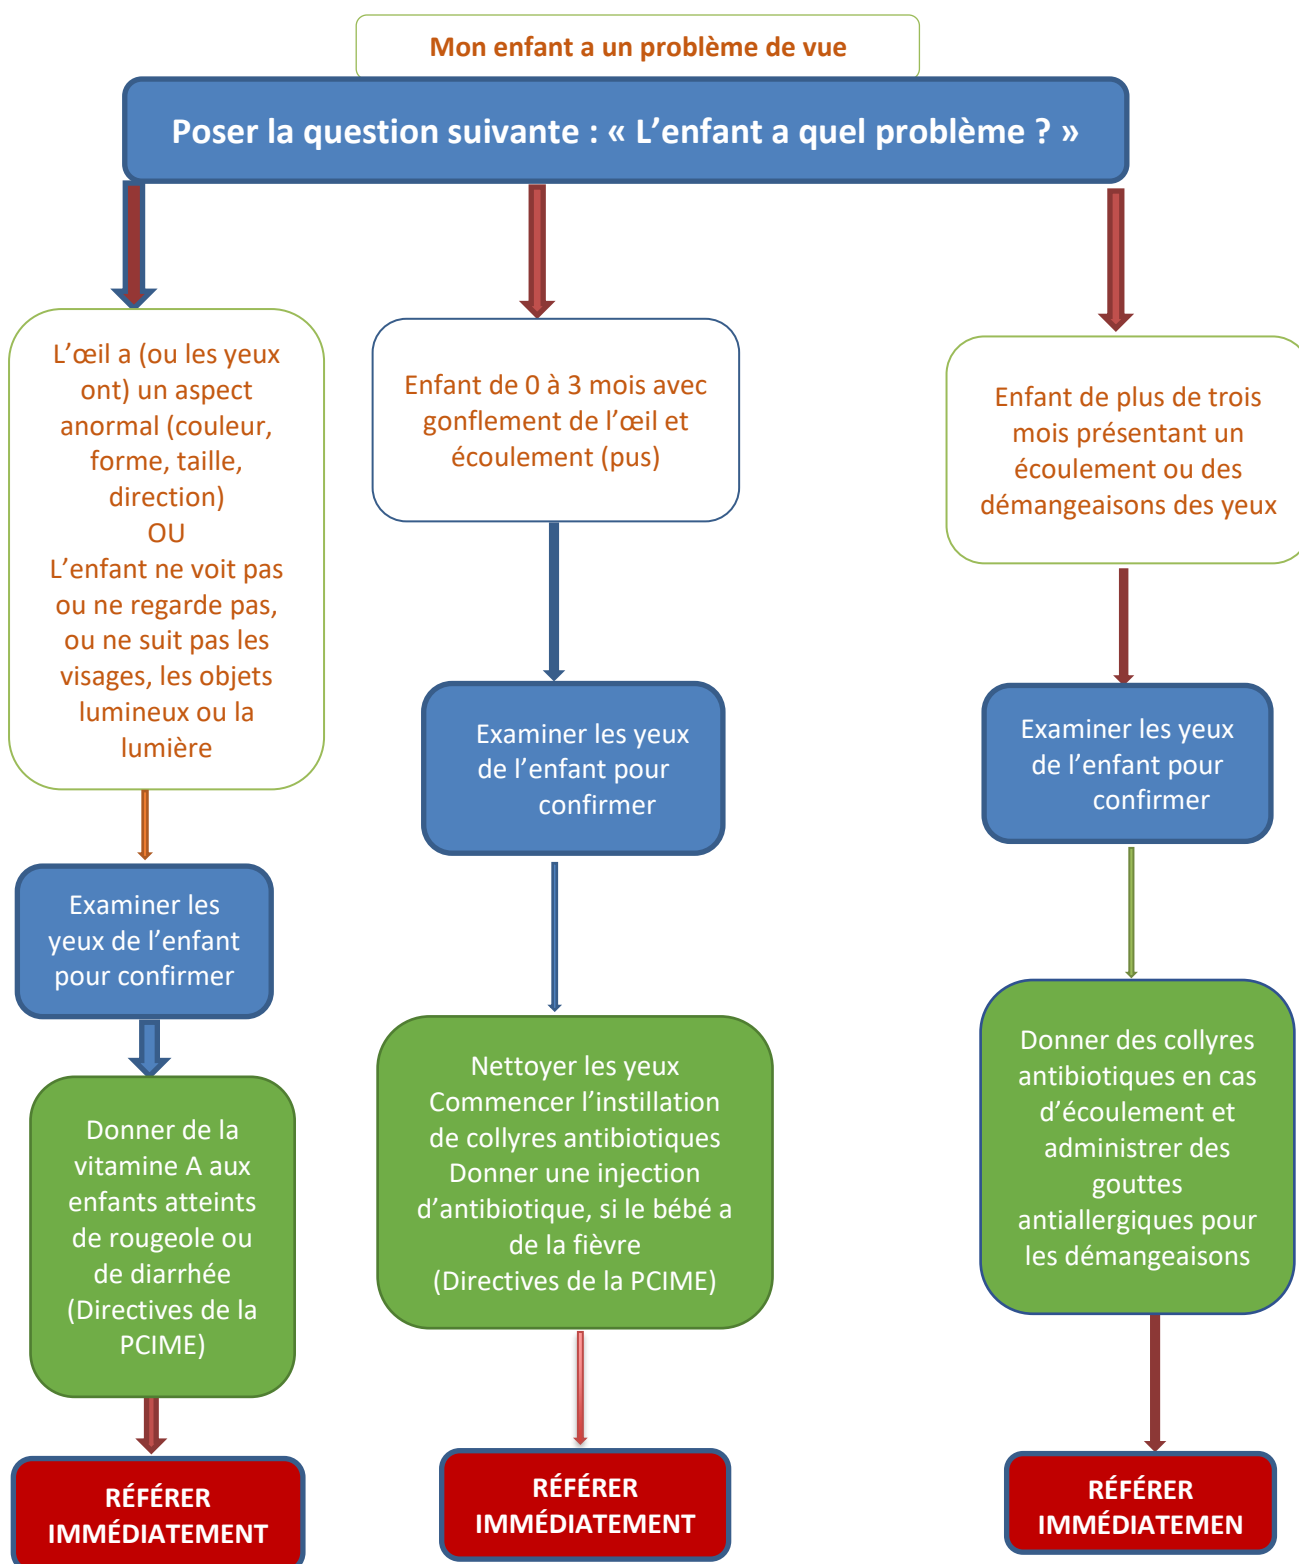 Mon enfant a un problème de vue
Poser la question suivante : « L’enfant a quel problème ? »
L’œil a (ou les yeux
ont) un aspect
anormal (couleur,
forme, taille,
direction)
OU
L’enfant ne voit pas
ou ne regarde pas,
ou ne suit pas les
visages, les objets
lumineux ou la
lumière
Examiner les
yeux de l’enfant
pour confirmer
Donner de la
vitamine A aux
enfants atteints
de rougeole ou
de diarrhée
(Directives de la
PCIME)
RÉFÉRER
IMMÉDIATEMENT
Enfant de 0 à 3 mois avec
gonflement de l’œil et
écoulement (pus)
Examiner les yeux
de l’enfant pour
confirmer
Nettoyer les yeux
Commencer l’instillation
de collyres antibiotiques
Donner une injection
d’antibiotique, si le bébé a
de la fièvre
(Directives de la PCIME)
RÉFÉRER
IMMÉDIATEMENT
Enfant de plus de trois
mois présentant un
écoulement ou des
démangeaisons des yeux
Examiner les yeux
de l’enfant pour
confirmer
Donner des collyres
antibiotiques en cas
d’écoulement et
administrer des
gouttes
antiallergiques pour
les démangeaisons
RÉFÉRER
IMMÉDIATEMEN